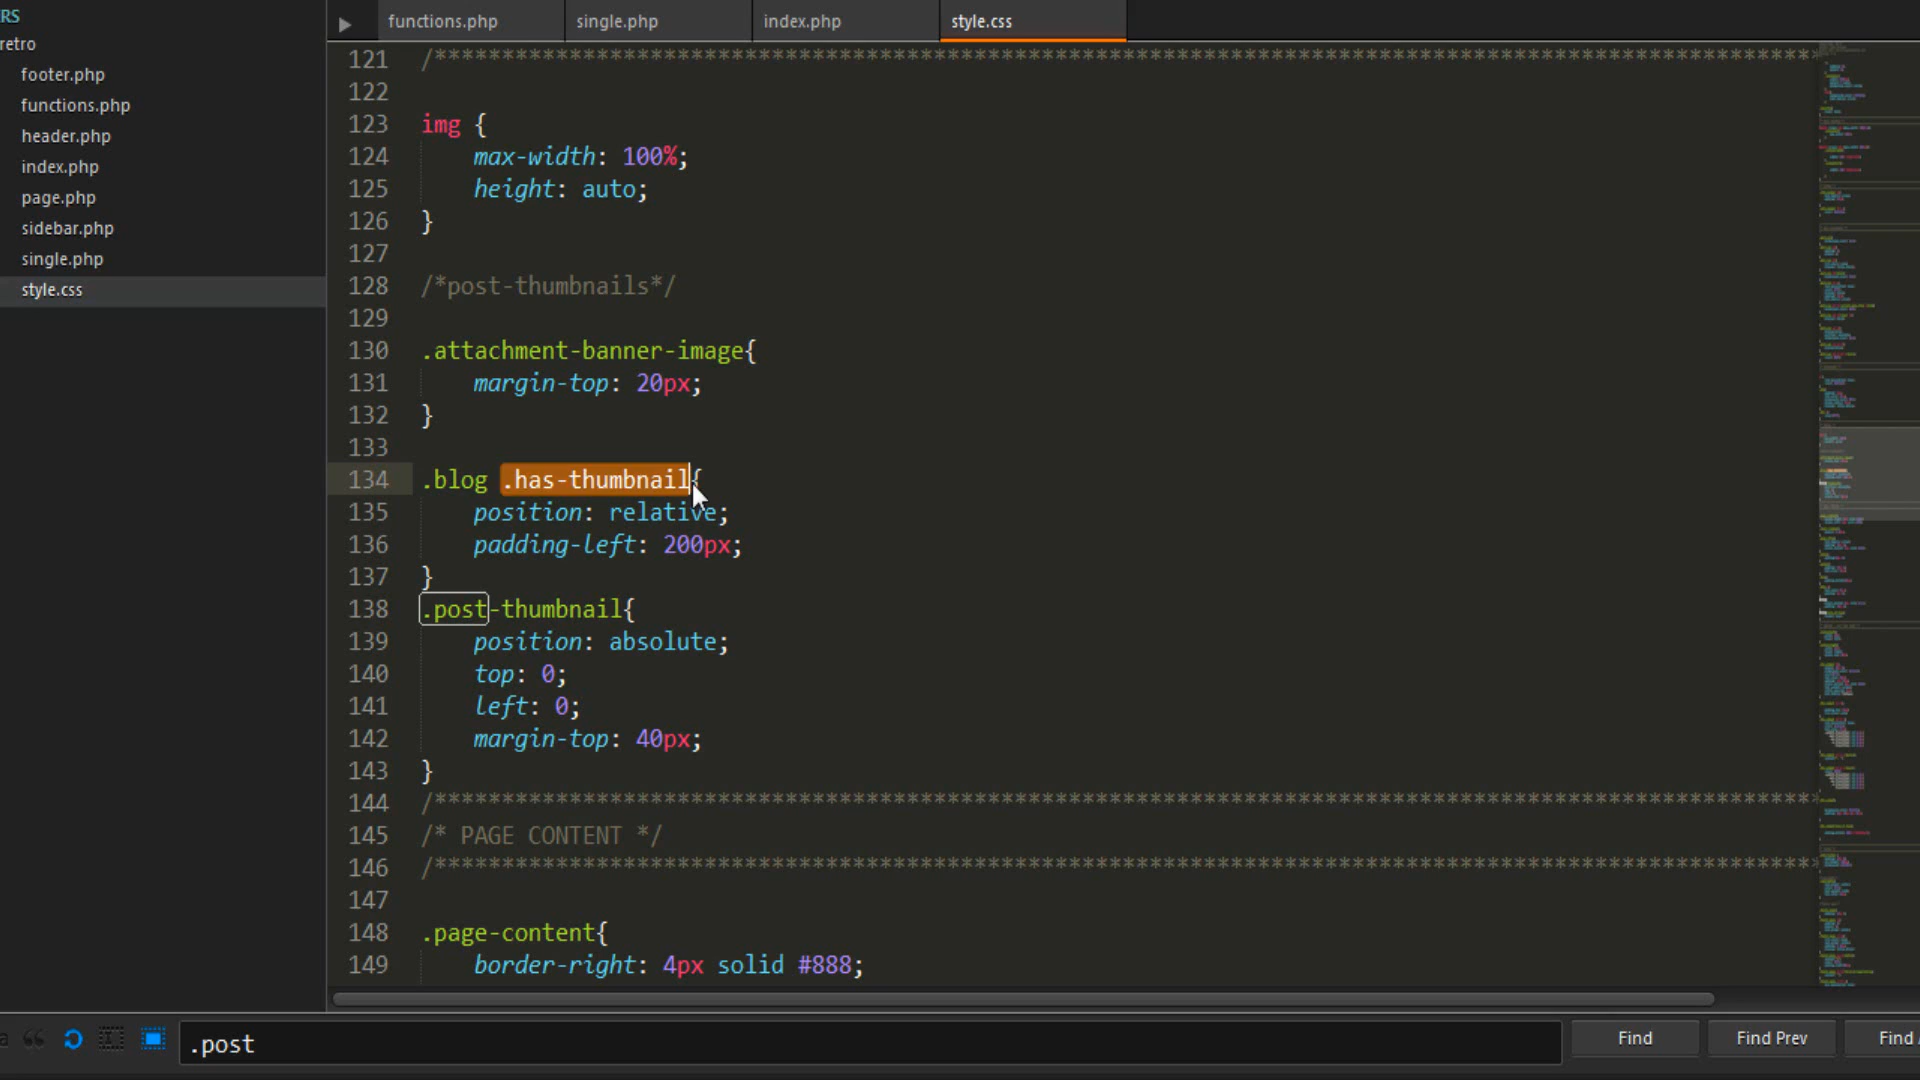 RS
retro
footer.php
functions.php
header.php
index.php
page.php
sidebar.php
single.php
style.css
functions.php
single.php
index.php
style.css
121 /*******************************************************************************************************
122
123 img {
124 max-width: 100%;
125 height: auto;
126 }
127
128 /*post-thumbnails*/
129
130 .attachment-banner-image{
131 margin-top: 20px;
132 }
133
134 .blog .has-thumbnail{
135 position: relative;
136 padding-left: 200px;
137 }
138 .post-thumbnail{
139 position: absolute;
140 top: 0;
141 left: 0;
142 margin-top: 40px;
143 }
144 /*******************************************************************************************************
145 /* PAGE CONTENT */
146 /*******************************************************************************************************
147
148 .page-content{
149 border-right: 4px solid #888;
.post
Find
Find Prev
Find